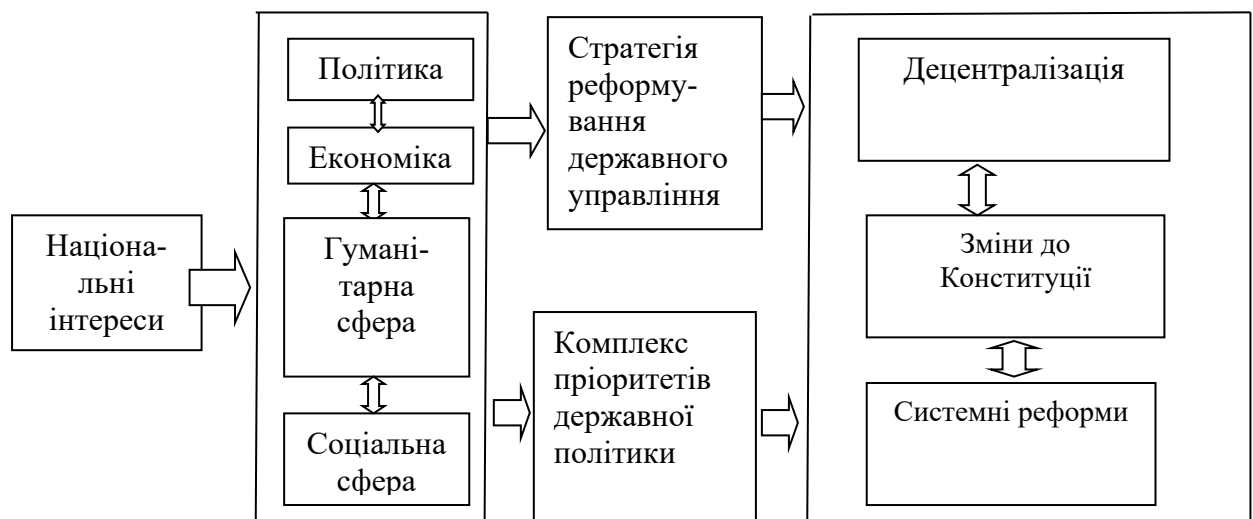 Націона-
льні
інтереси
Політика
Економіка
Гумані-
тарна
сфера
Соціальна
сфера
Стратегія
реформу-
вання
державного
управління
Комплекс
пріоритетів
державної
політики
Децентралізація
Зміни до
Конституції
Системні реформи